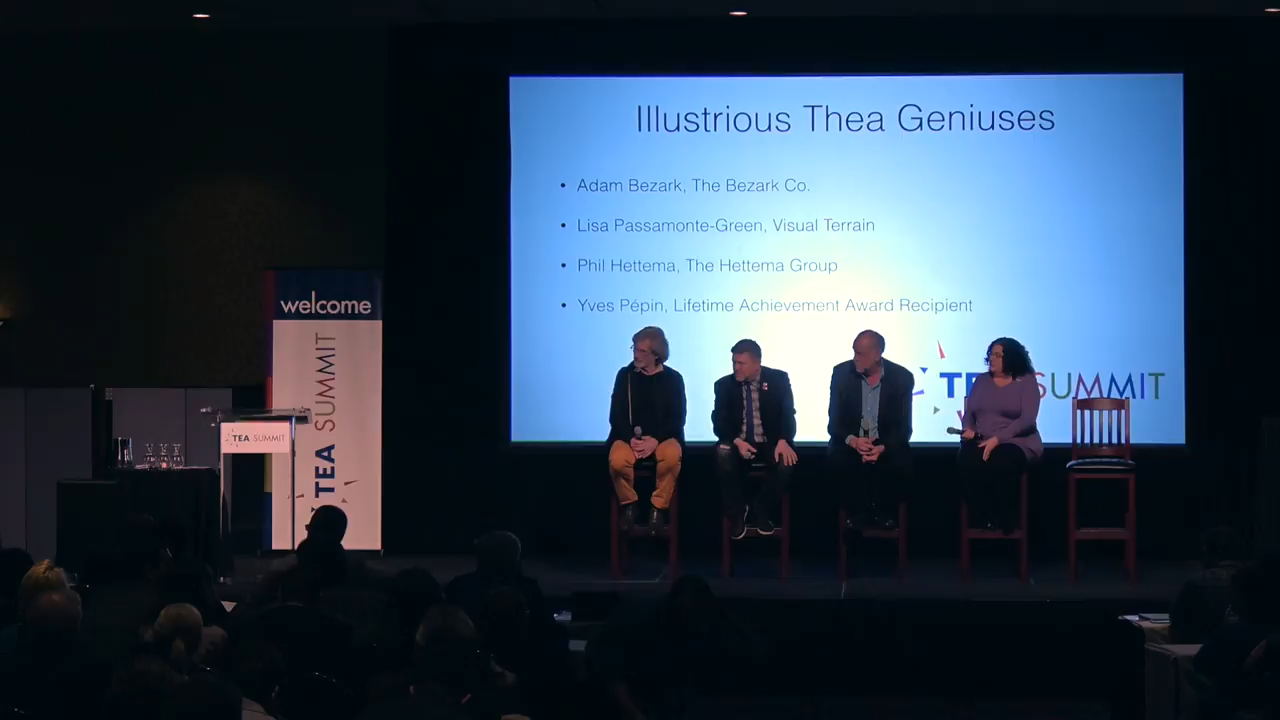 Illustrious Thea Geniuses
• Adam Bezark, The Bezark Co.
• Lisa Passamonte-Green, Visual Terrain
• Phil Hettema, The Hettema Group
• Yves Pépin, Lifetime Achievement Award Recipient
SUMMIT
welcome
TEA SUMMIT
TEA SUMMIT